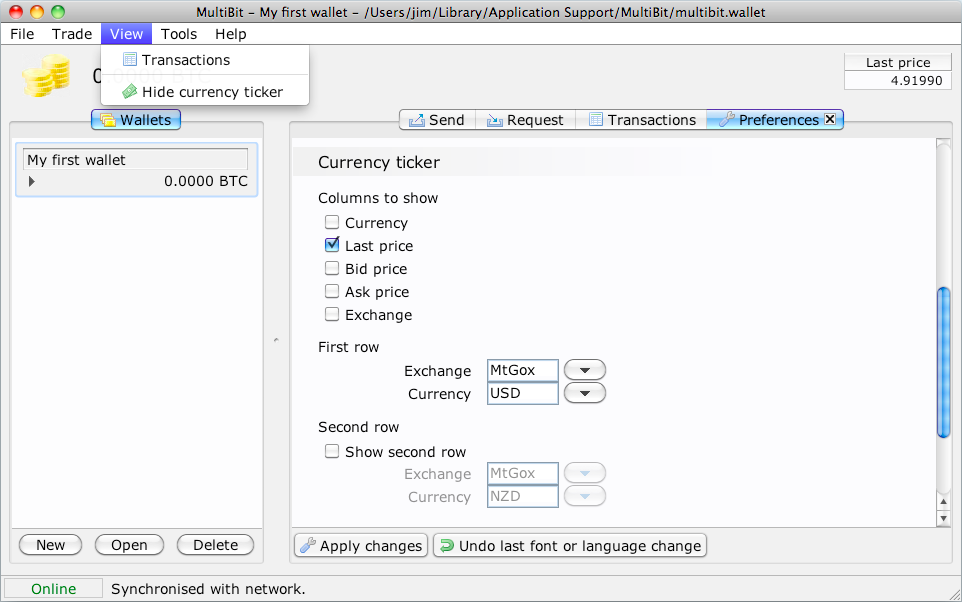 MultiBit - My first wallet - /Users/jim/Library/Application Support/MultiBit/multibit.wallet
File Trade View Tools Help
Transactions
Hide currency ticker
Last price
4.91990
Wallets
My first wallet
0.0000 BTC
New Open Delete
Send Request Transactions Preferences
Currency ticker
Columns to show
Currency
Last price
Bid price
Ask price
Exchange
First row
Exchange MtGox
Currency USD
Second row
Show second row
Exchange MtGox
Currency NZD
Apply changes Undo last font or language change
Online Synchronised with network.